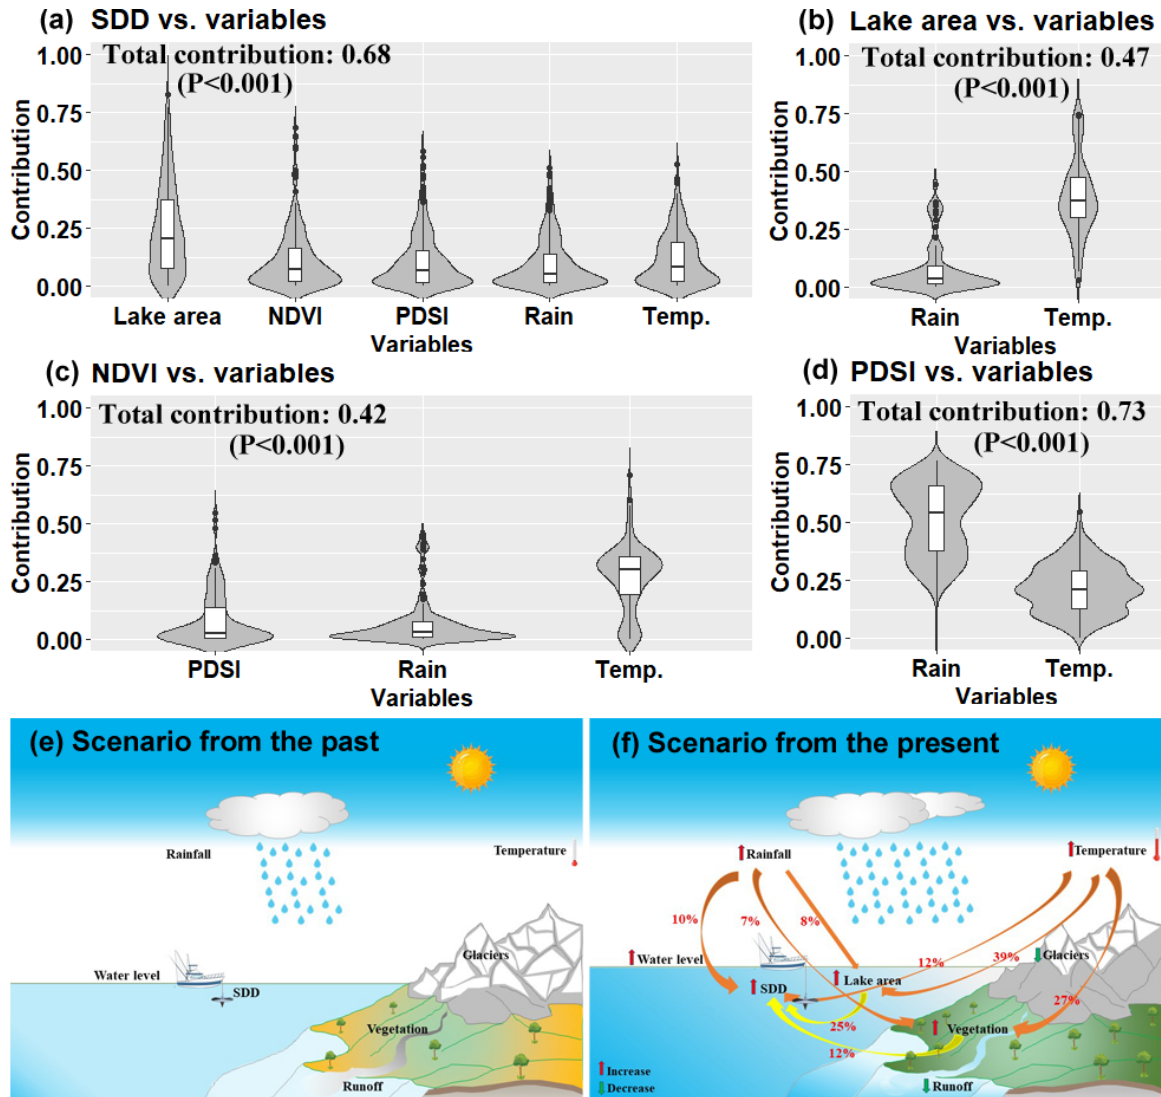 (a) SDD vs. variables
Total contribution: 0.68
(P<0.001)
Contribution
1.00
0.75
0.50
0.25
0.00
Lake area NDVI PDSI Rain Temp.
Variables
(b) Lake area vs. variables
Total contribution: 0.47
(P<0.001)
Contribution
1.00
0.75
0.50
0.25
0.00
Rain Temp.
Variables
(c) NDVI vs. variables
Total contribution: 0.42
(P<0.001)
Contribution
1.00
0.75
0.50
0.25
0.00
PDSI Rain Temp.
Variables
(d) PDSI vs. variables
Total contribution: 0.73
(P<0.001)
Contribution
1.00
0.75
0.50
0.25
0.00
Rain Temp.
Variables
(e) Scenario from the past
Rainfall
Temperature
Glaciers
Water level
SDD
Vegetation
Runoff
(f) Scenario from the present
Rainfall
Temperature
10%
7%
8%
Water level
12%
39%
Glaciers
Lake area
SDD
27%
25%
Vegetation
12%
Increase
Decrease
Runoff